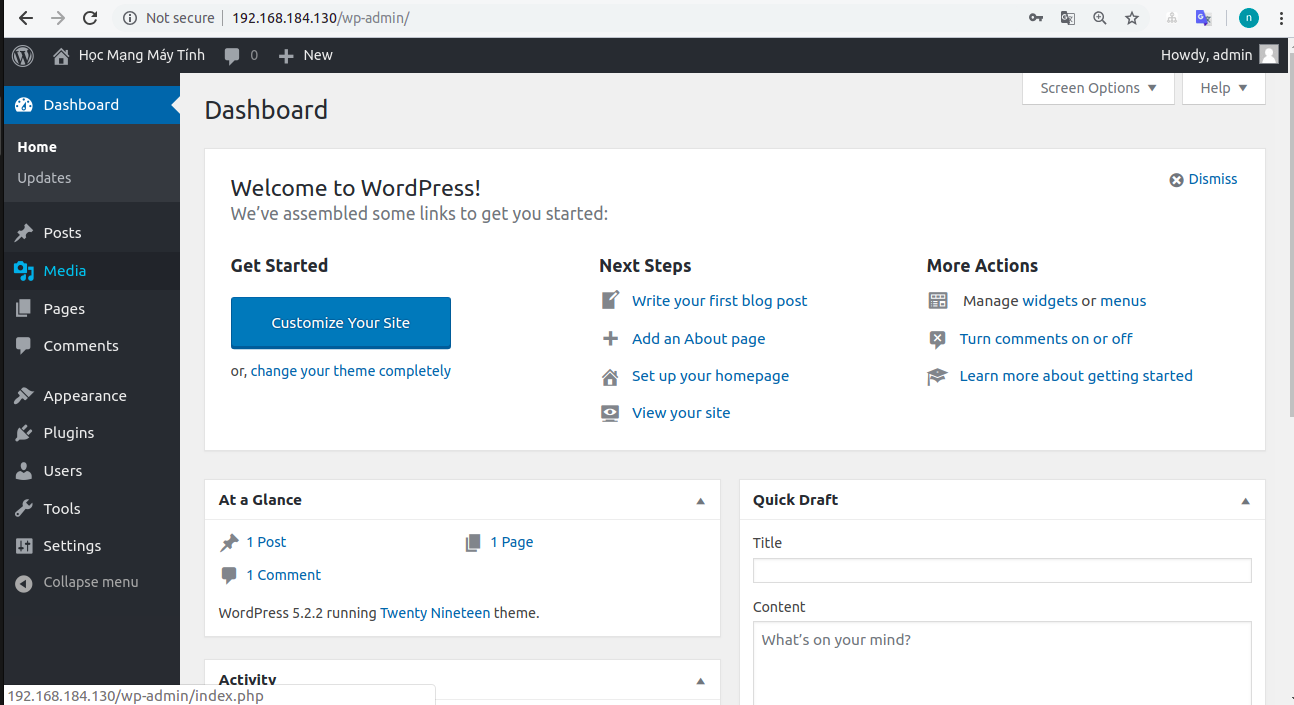 Not secure 192.168.184.130/wp-admin/
n
Học Mạng Máy Tính 0 New Howdy, admin
Dashboard
Home
Updates
Posts
Media
Pages
Comments
Appearance
Plugins
Users
Tools
Settings
Collapse menu
Screen Options Help
Dashboard
Welcome to WordPress!
Dismiss
We’ve assembled some links to get you started:
Get Started
Customize Your Site
or, change your theme completely
Next Steps
Write your first blog post
Add an About page
Set up your homepage
View your site
More Actions
Manage widgets or menus
Turn comments on or off
Learn more about getting started
At a Glance
1 Post 1 Page
1 Comment
WordPress 5.2.2 running Twenty Nineteen theme.
Activity
Quick Draft
Title
Content
What’s on your mind?
192.168.184.130/wp-admin/index.php